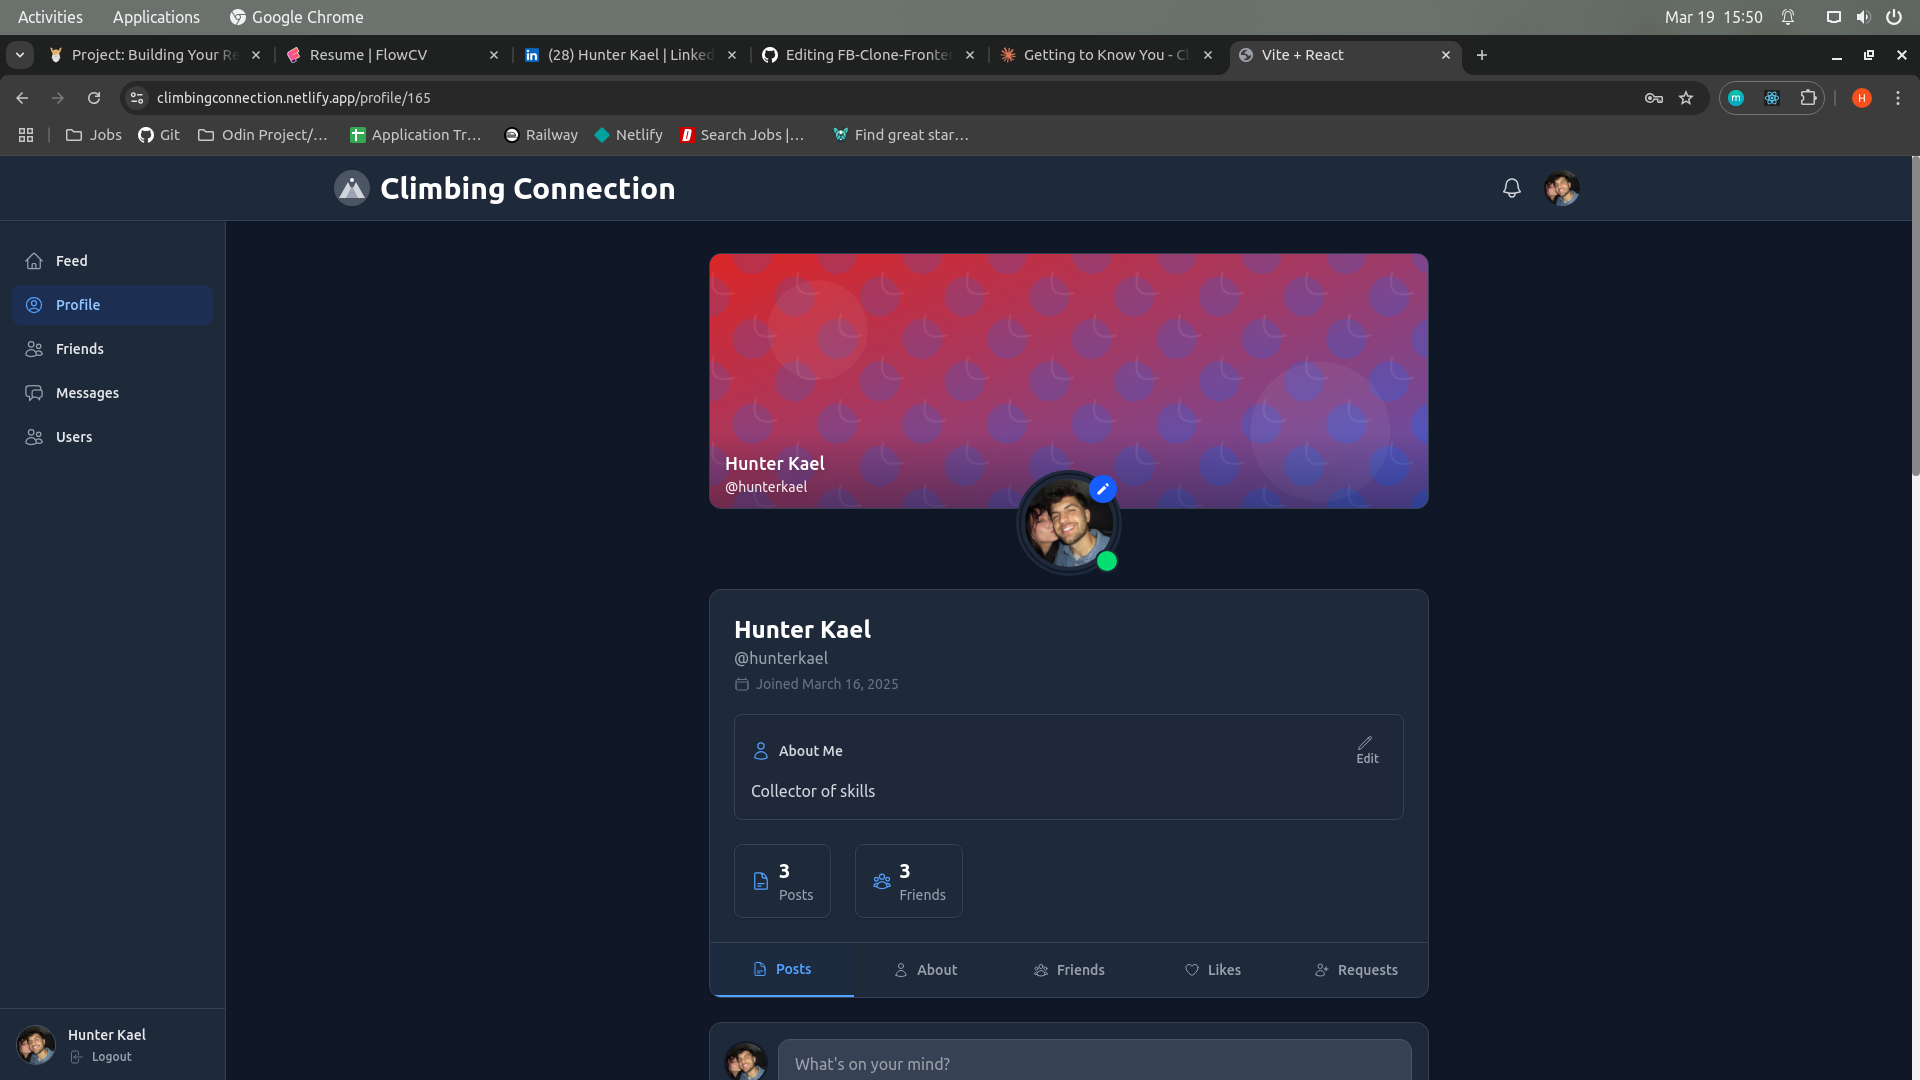 Activities Applications Google Chrome Mar 19 15:50
Project: Building Your Re Resume | FlowCV (28) Hunter Kael | Linked Editing FB-Clone-Fronte Getting to Know You - Cl Vite + React
climbingconnection.netlify.app/profile/165 m H
Jobs Git Odin Project/... Application Tr... Railway Netlify Search Jobs |... Find great star...
Climbing Connection
Feed
Profile
Friends
Messages
Users
Hunter Kael
@hunterkael
Hunter Kael
@hunterkael
Joined March 16, 2025
About Me
Edit
Collector of skills
3
Posts
3
Friends
Posts About Friends Likes Requests
What's on your mind?
Hunter Kael
Logout